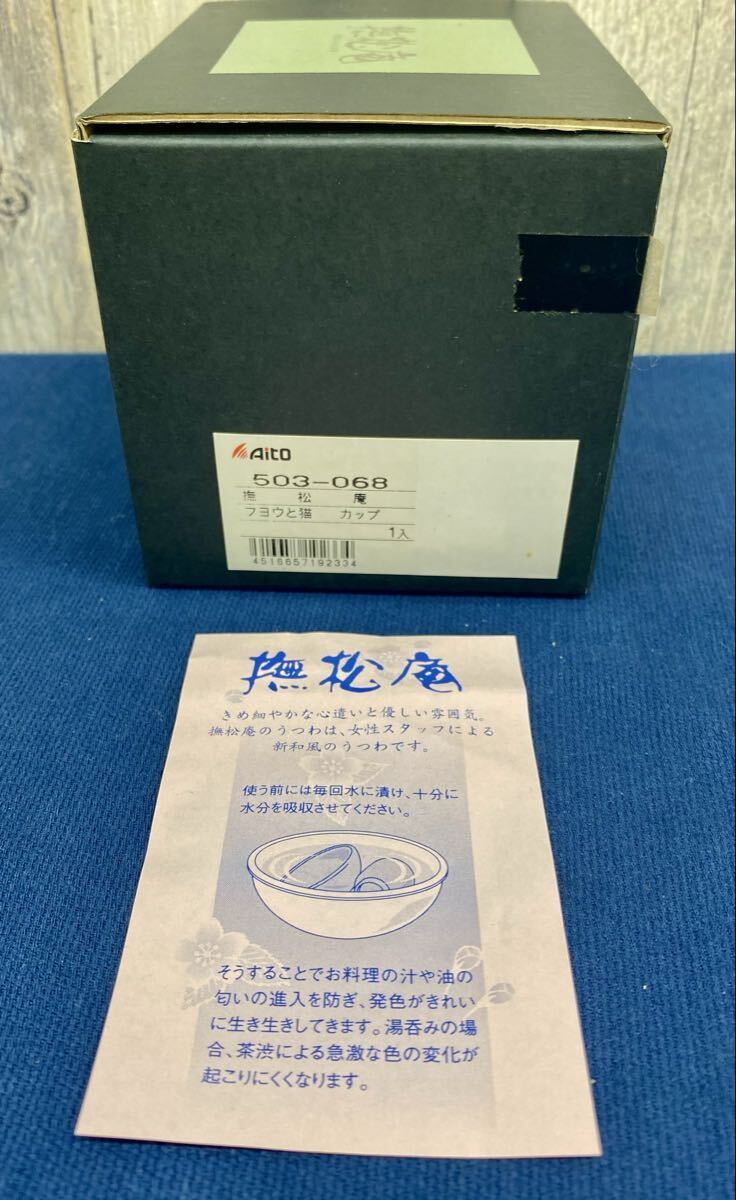 撫松庵
Aito
503-068
撫 松 庵
フヨウと猫 カップ
1入
4516657192334
撫松庵
きめ細やかな心遣いと優しい雰囲気。
撫松庵のうつわは、女性スタッフによる
新和風のうつわです。
使う前には毎回水に漬け、十分に
水分を吸収させてください。
そうすることでお料理の汁や油の
匂いの進入を防ぎ、発色がきれい
に生き生きしてきます。湯呑みの場
合、茶渋による急激な色の変化が
起こりにくくなります。